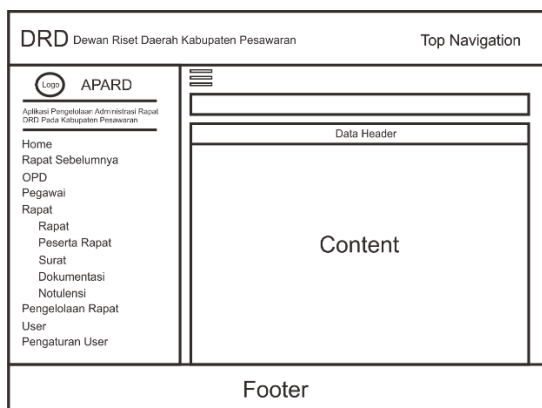 DRD Dewan Riset Daerah Kabupaten Pesawaran
Top Navigation
Logo
APARD
Aplikasi Pengelolaan Administrasi Rapat
DRD Pada Kabupaten Pesawaran
Home
Rapat Sebelumnya
OPD
Pegawai
Rapat
Rapat
Peserta Rapat
Surat
Dokumentasi
Notulensi
Pengelolaan Rapat
User
Pengaturan User
Data Header
Content
Footer